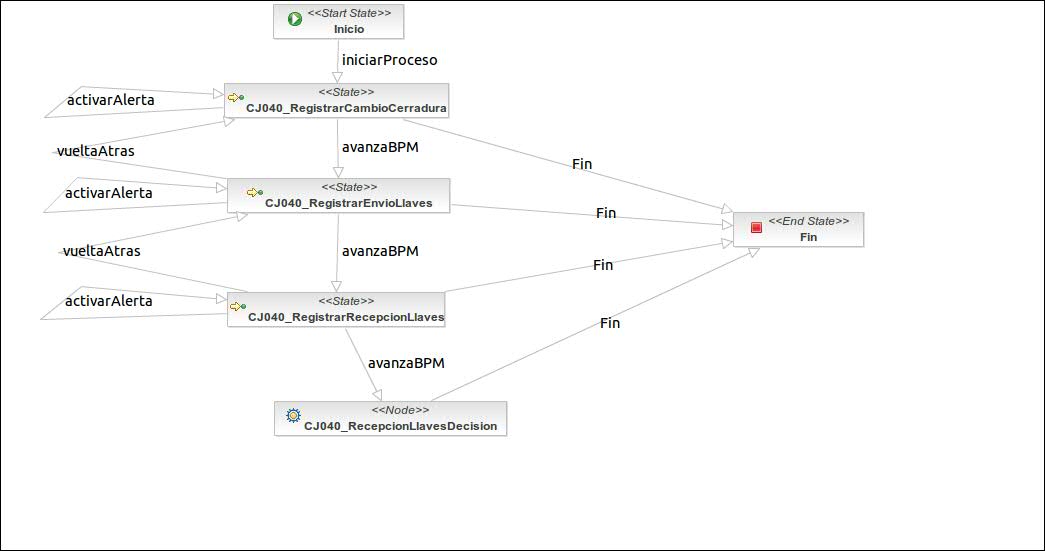 <<Start State>>
Inicio
iniciarProceso
<<State>>
CJ040_RegistrarCambioCerradura
activarAlerta
vueltaAtras
avanzaBPM
Fin
<<State>>
CJ040_RegistrarEnvioLlaves
activarAlerta
Fin
<<End State>>
Fin
vueltaAtras
avanzaBPM
Fin
<<State>>
CJ040_RegistrarRecepcionLlaves
activarAlerta
Fin
avanzaBPM
<<Node>>
CJ040_RecepcionLlavesDecision